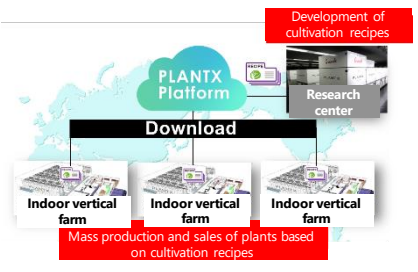 Development of
cultivation recipes
PLANTX
Platform
RECIPE
Research
center
Download
Indoor vertical
farm
Indoor vertical
farm
Indoor vertical
farm
Mass production and sales of plants based
on cultivation recipes